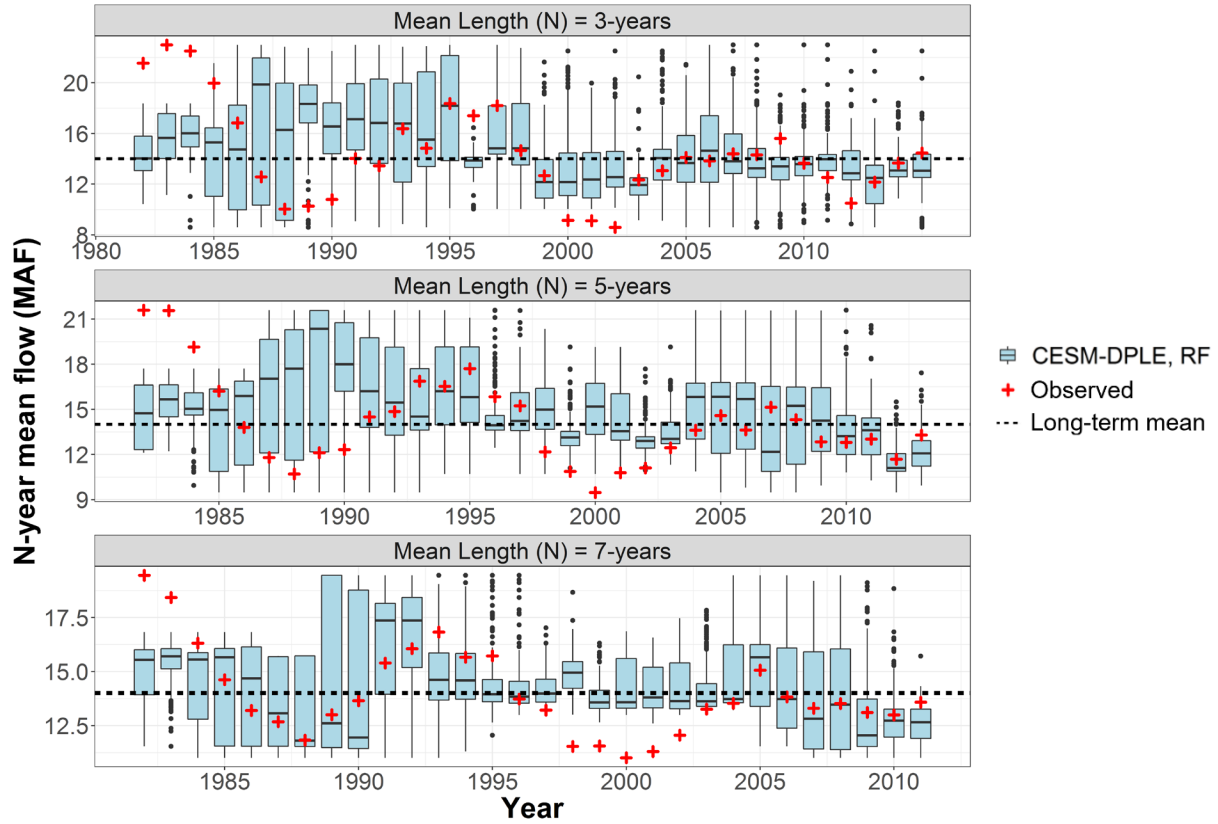 Mean Length (N) = 3-years
20
16
12
8
1980 1985 1990 1995 2000 2005 2010
Mean Length (N) = 5-years
21
18
15
12
9
1985 1990 1995 2000 2005 2010
Mean Length (N) = 7-years
17.5
15.0
12.5
1985 1990 1995 2000 2005 2010
Year
N-year mean flow (MAF)
CESM-DPLE, RF
Observed
Long-term mean